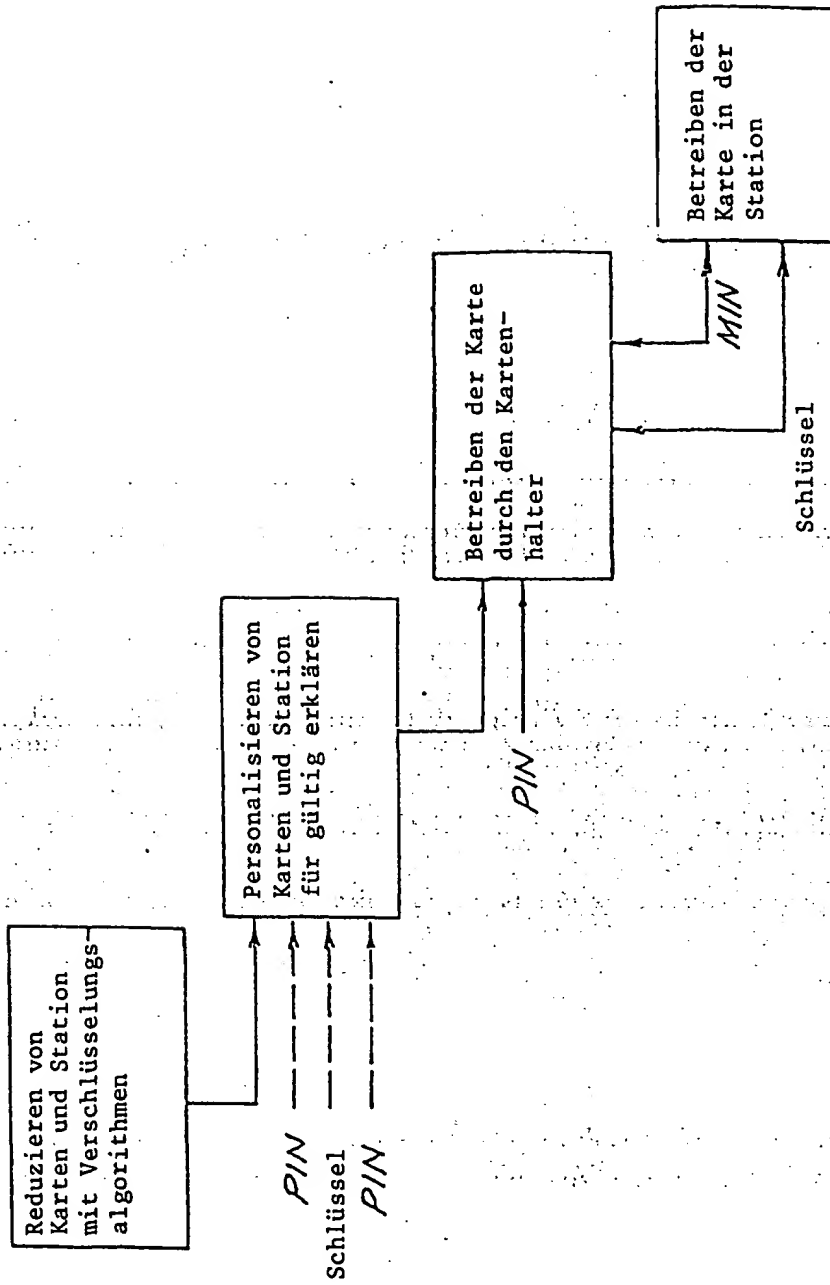 Reduzieren von
Karten und Station
mit Verschlüsselungs-
algorithmen
PIN
Schlüssel
PIN
Personalisieren von
Karten und Station
für gültig erklären
PIN
Betreiben der Karte
durch den Karten-
halter
MIN
Schlüssel
Betreiben der
Karte in der
Station